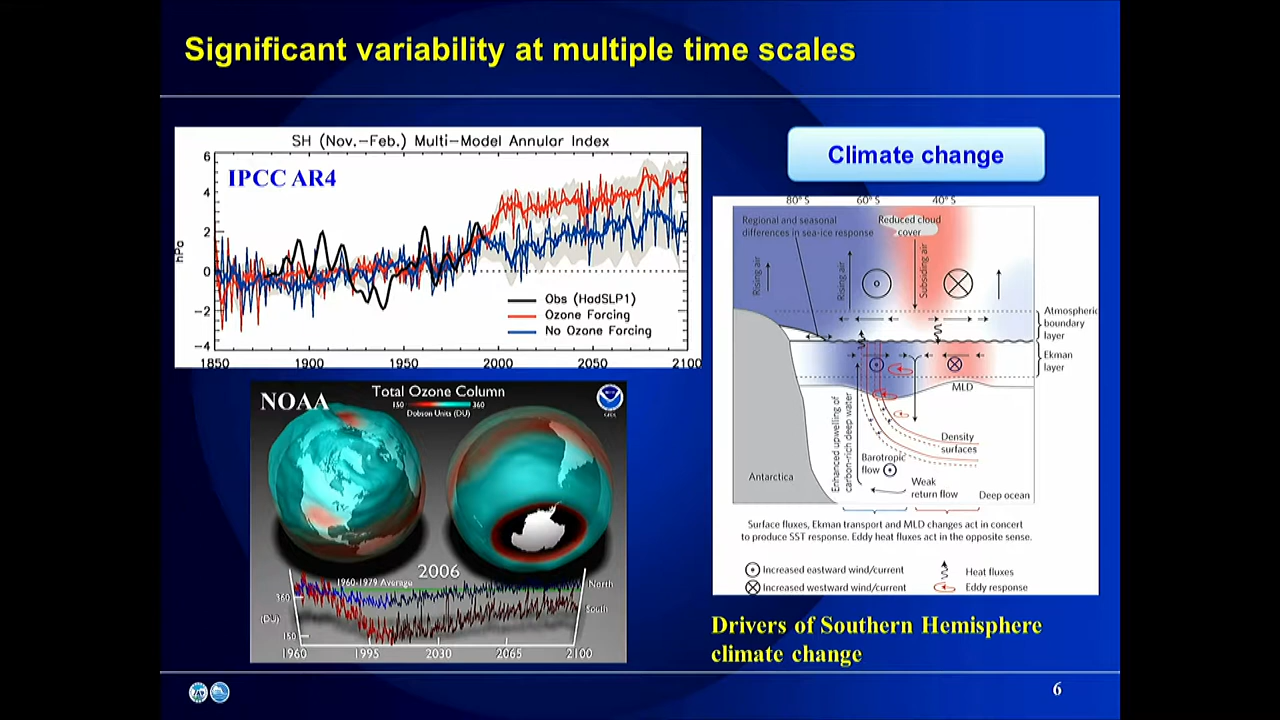 Significant variability at multiple time scales
SH (Nov.-Feb.) Multi-Model Annular Index
IPCC AR4
6
4
2
0
-2
-4
hPa
Obs (HadSLP1)
Ozone Forcing
No Ozone Forcing
1850 1900 1950 2000 2050 2100
NOAA
Total Ozone Column
150 360
Dobson Units (DU)
2006
1960-1979 Average
North
South
360
(DU)
150
1960 1995 2030 2065 2100
Climate change
80° S 60° S 40° S
Regional and seasonal
differences in sea-ice response
Reduced cloud
cover
Rising air
Rising air
Subsiding air
Atmospheric
boundary
layer
Ekman
layer
MLD
Enhanced upwelling of
carbon-rich deep water
Density
surfaces
Barotropic
flow
Antarctica
Weak
return flow
Deep ocean
Surface fluxes, Ekman transport and MLD changes act in concert
to produce SST response. Eddy heat fluxes act in the opposite sense.
Increased eastward wind/current
Heat fluxes
Increased westward wind/current
Eddy response
Drivers of Southern Hemisphere
climate change
6